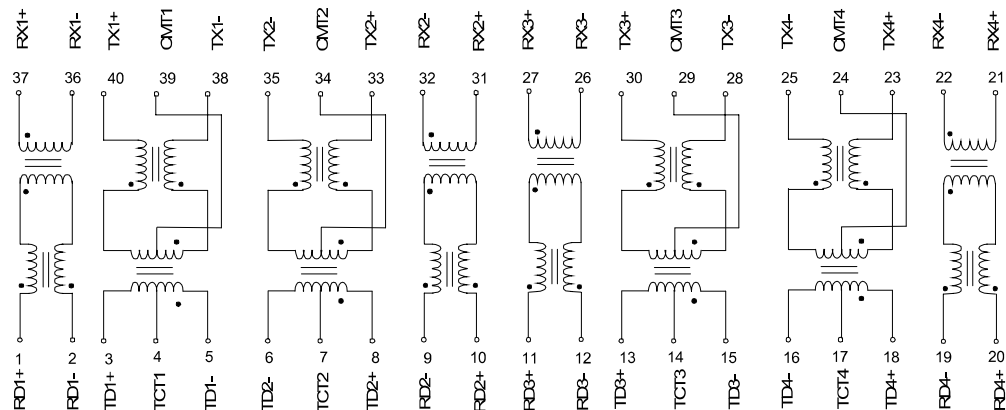 RX1+ RX1- TX1+ CMT1 TX1- TX2- CMT2 TX2+ RX2- RX2+ RX3+ RX3- TX3+ CMT3 TX3- TX4- CMT4 TX4+ RX4- RX4+
37 36 40 39 38 35 34 33 32 31 27 26 30 29 28 25 24 23 22 21
1 2 3 4 5 6 7 8 9 10 11 12 13 14 15 16 17 18 19 20
RD1+ RD1- TD1+ TCT1 TD1- TD2- TCT2 TD2+ RD2- RD2+ RD3+ RD3- TD3+ TCT3 TD3- TD4- TCT4 TD4+ RD4- RD4+